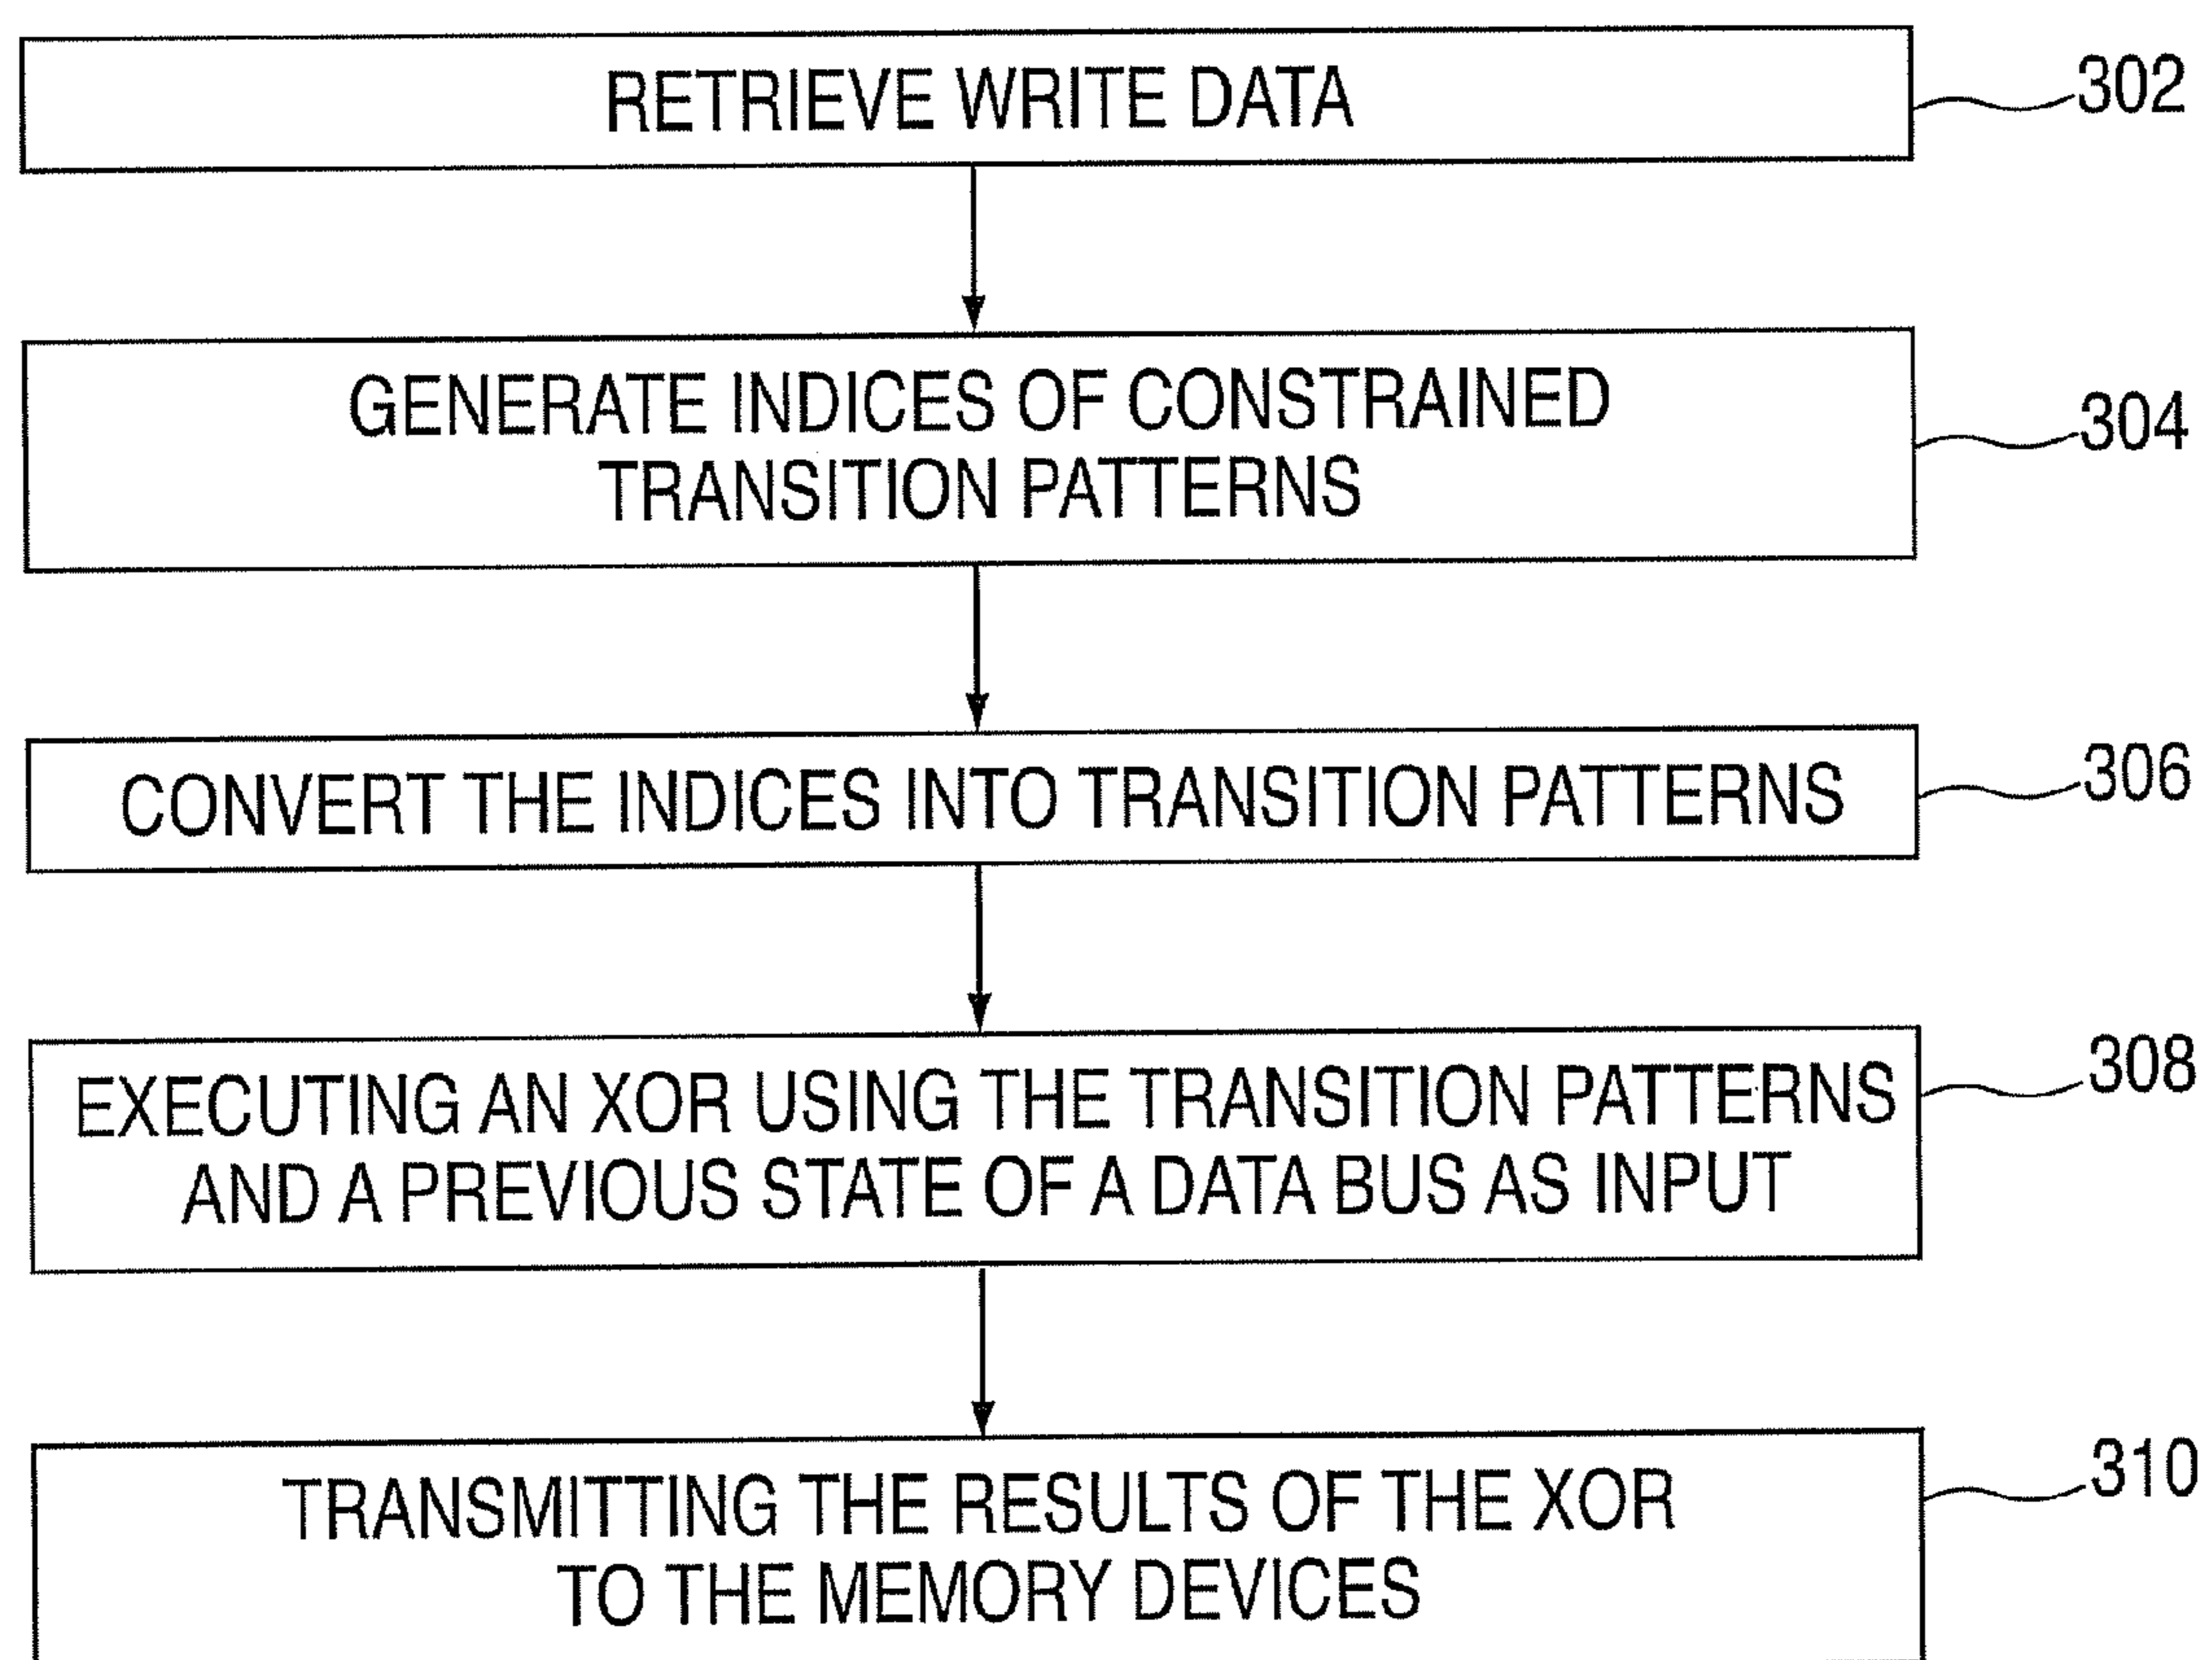 RETRIEVE WRITE DATA
302
GENERATE INDICES OF CONSTRAINED
TRANSITION PATTERNS
304
CONVERT THE INDICES INTO TRANSITION PATTERNS
306
EXECUTING AN XOR USING THE TRANSITION PATTERNS
AND A PREVIOUS STATE OF A DATA BUS AS INPUT
308
TRANSMITTING THE RESULTS OF THE XOR
TO THE MEMORY DEVICES
310